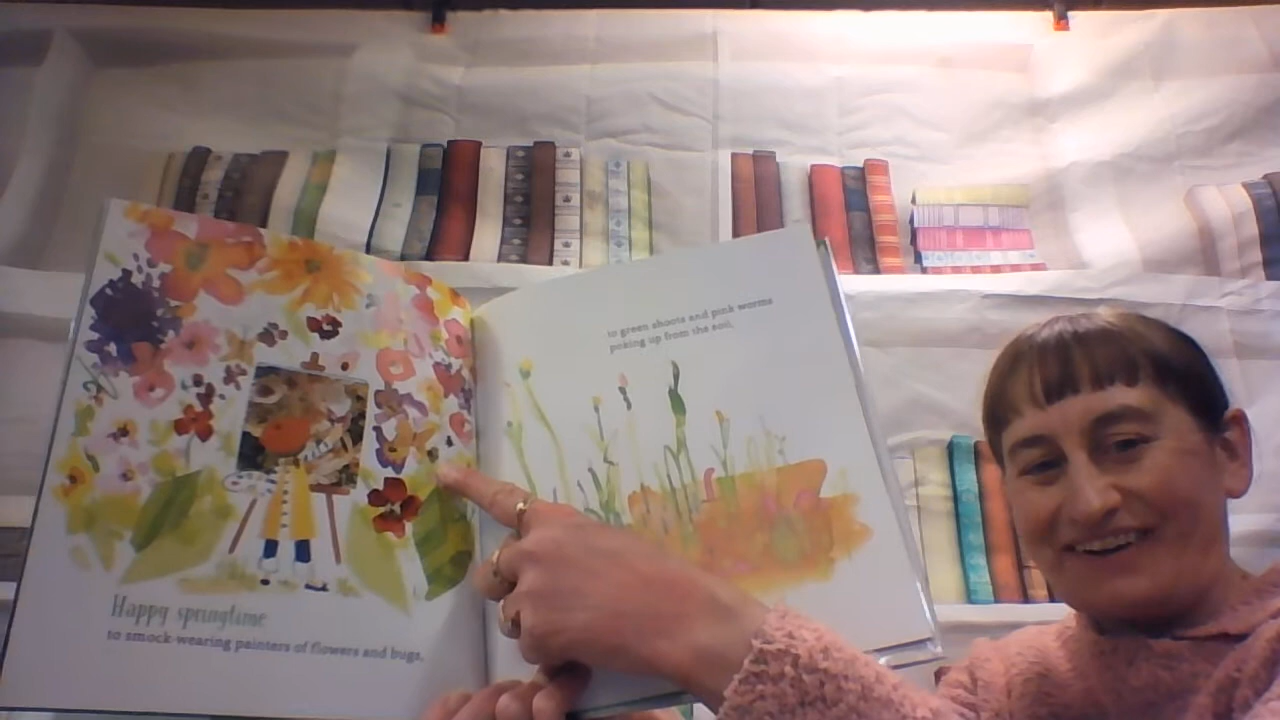 Happy springtime
to smock-wearing painters of flowers and bugs,
to green shoots and pink worms
poking up from the soil,